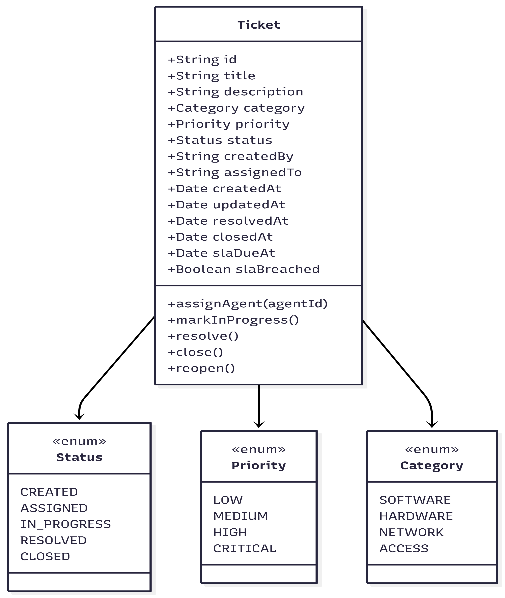 Ticket
+String id
+String title
+String description
+Category category
+Priority priority
+Status status
+String createdBy
+String assignedTo
+Date createdAt
+Date updatedAt
+Date resolvedAt
+Date closedAt
+Date slaDueAt
+Boolean slaBreached
+assignAgent(agentId)
+markInProgress()
+resolve()
+close()
+reopen()
«enum»
Status
CREATED
ASSIGNED
IN_PROGRESS
RESOLVED
CLOSED
«enum»
Priority
LOW
MEDIUM
HIGH
CRITICAL
«enum»
Category
SOFTWARE
HARDWARE
NETWORK
ACCESS